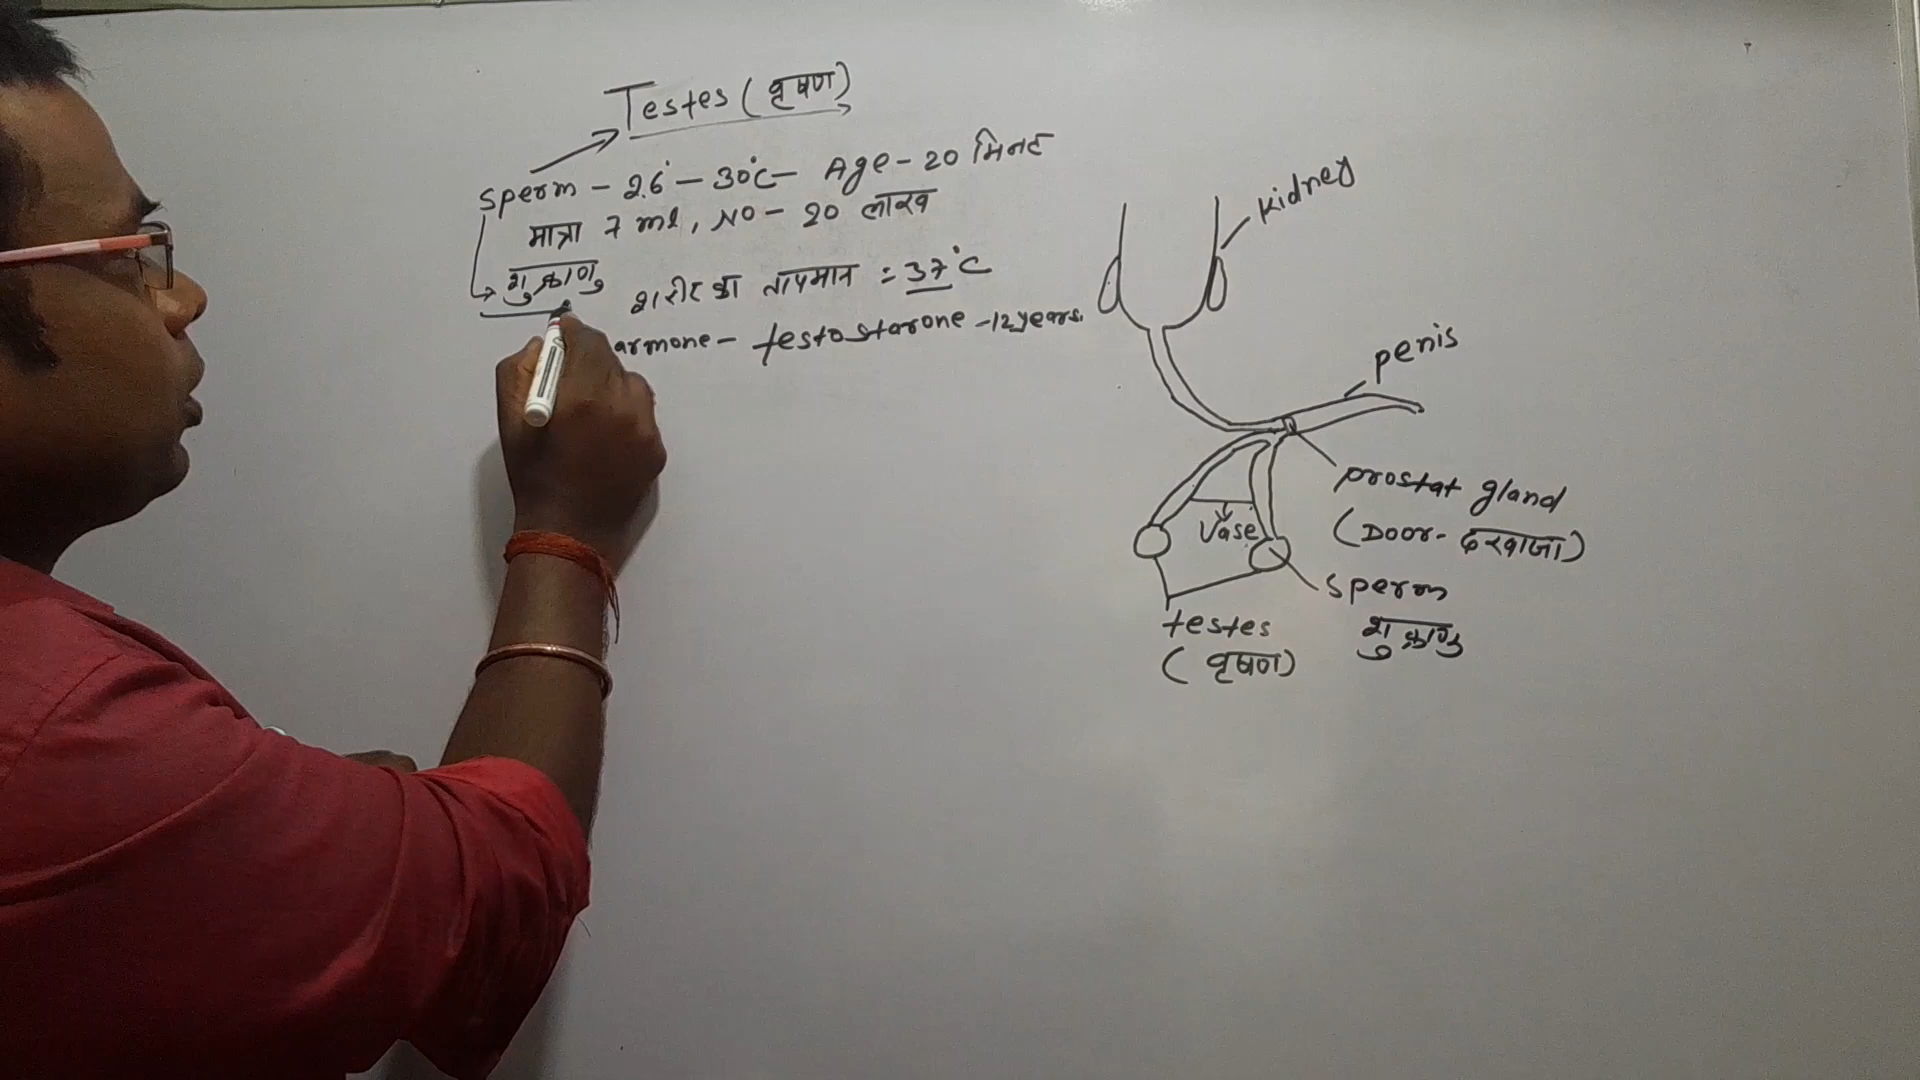 Testes (वृषण)
Sperm - 26° - 30°C - Age - 20 मिनट
मात्रा 7 ml, NO - 20 लाख
शुक्राणु
शरीर का तापमान = 37°C
armone - testostarone - 12 years.
Kidney
penis
prostat gland
(Door - दरवाजा)
Vase
sperm
शुक्राणु
testes
(वृषण)